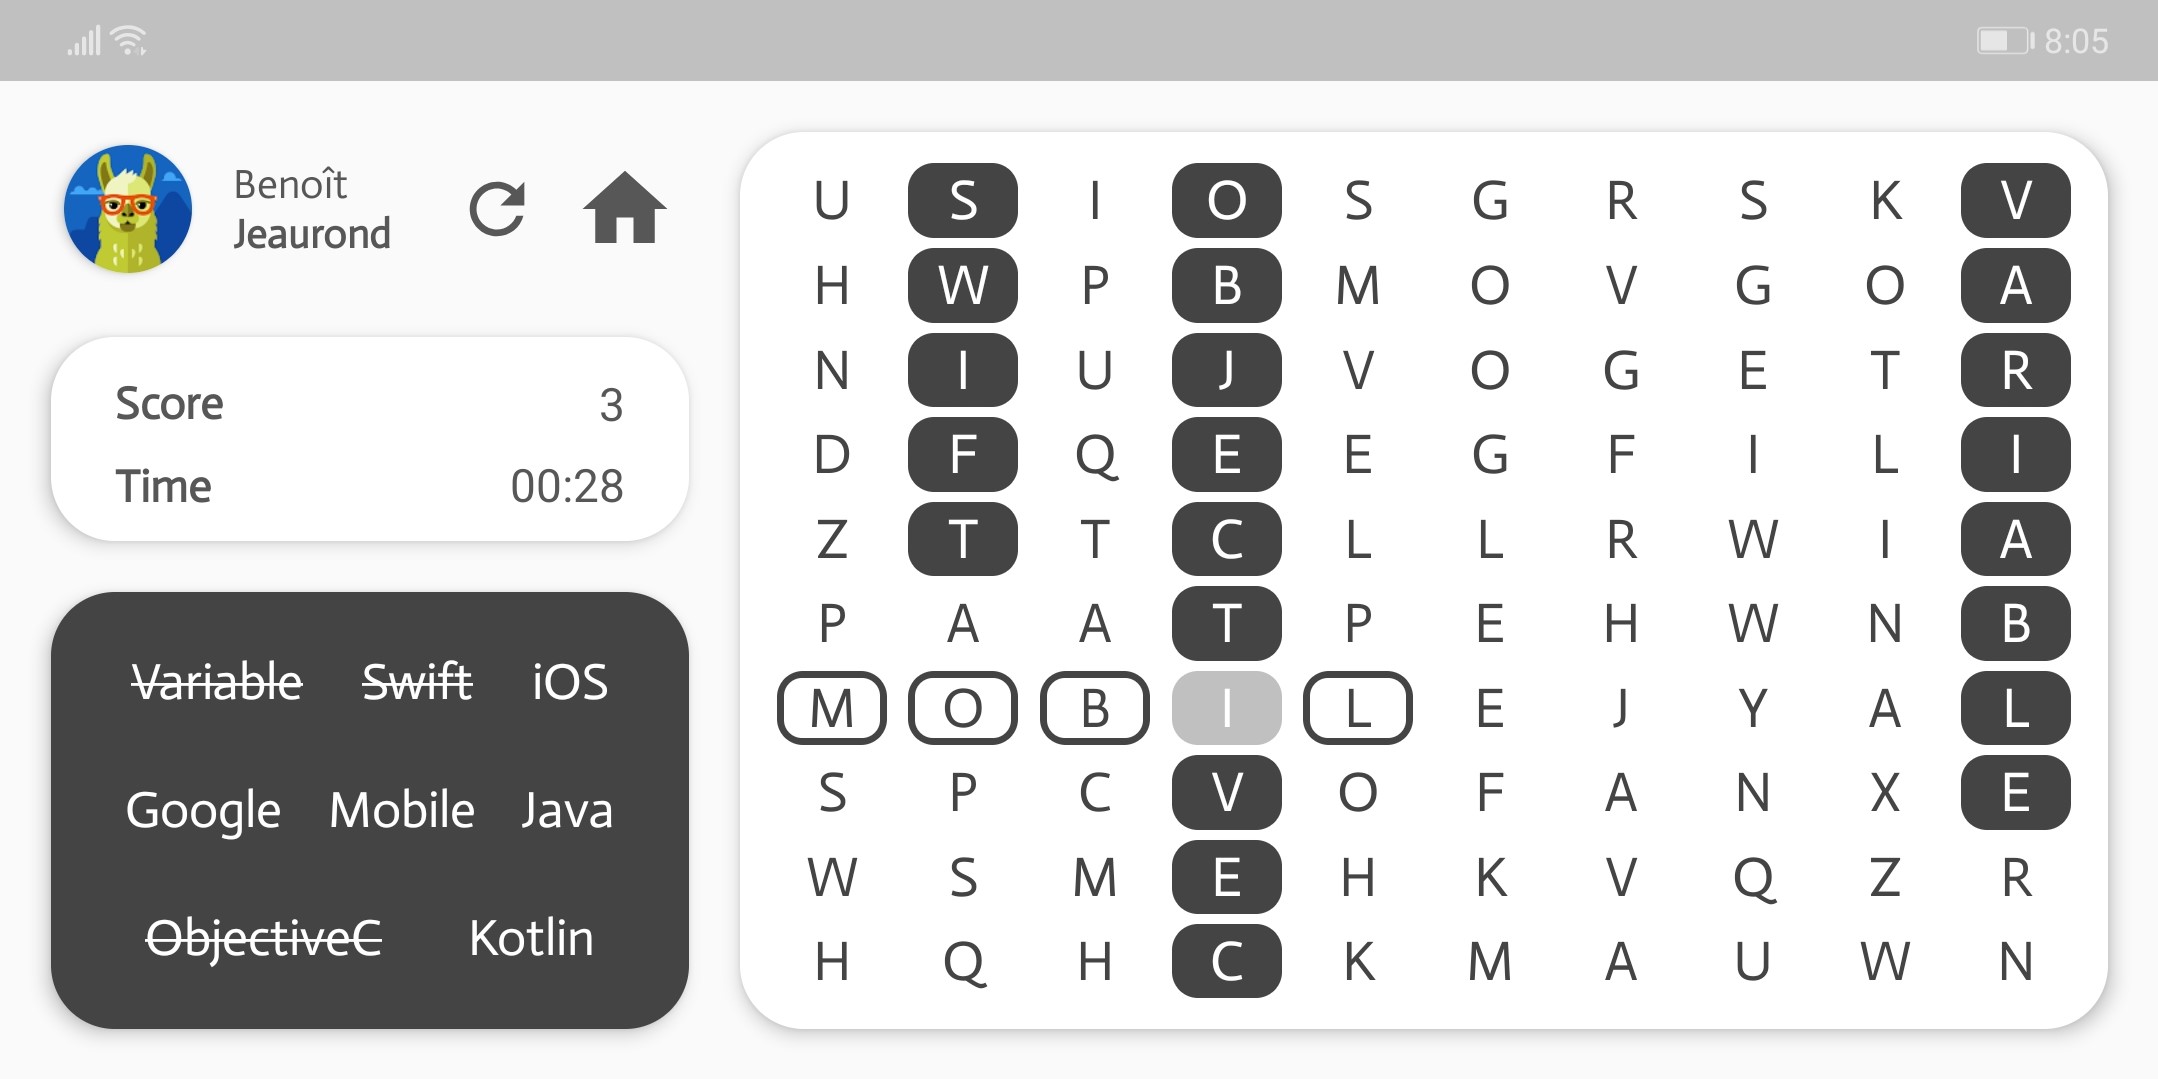 8:05
Benoît
Jeaurond
Score 3
Time 00:28
Variable Swift iOS
Google Mobile Java
ObjectiveC Kotlin
U S I O S G R S K V
H W P B M O V G O A
N I U J V O G E T R
D F Q E E G F I L I
Z T T C L L R W I A
P A A T P E H W N B
M O B I L E J Y A L
S P C V O F A N X E
W S M E H K V Q Z R
H Q H C K M A U W N